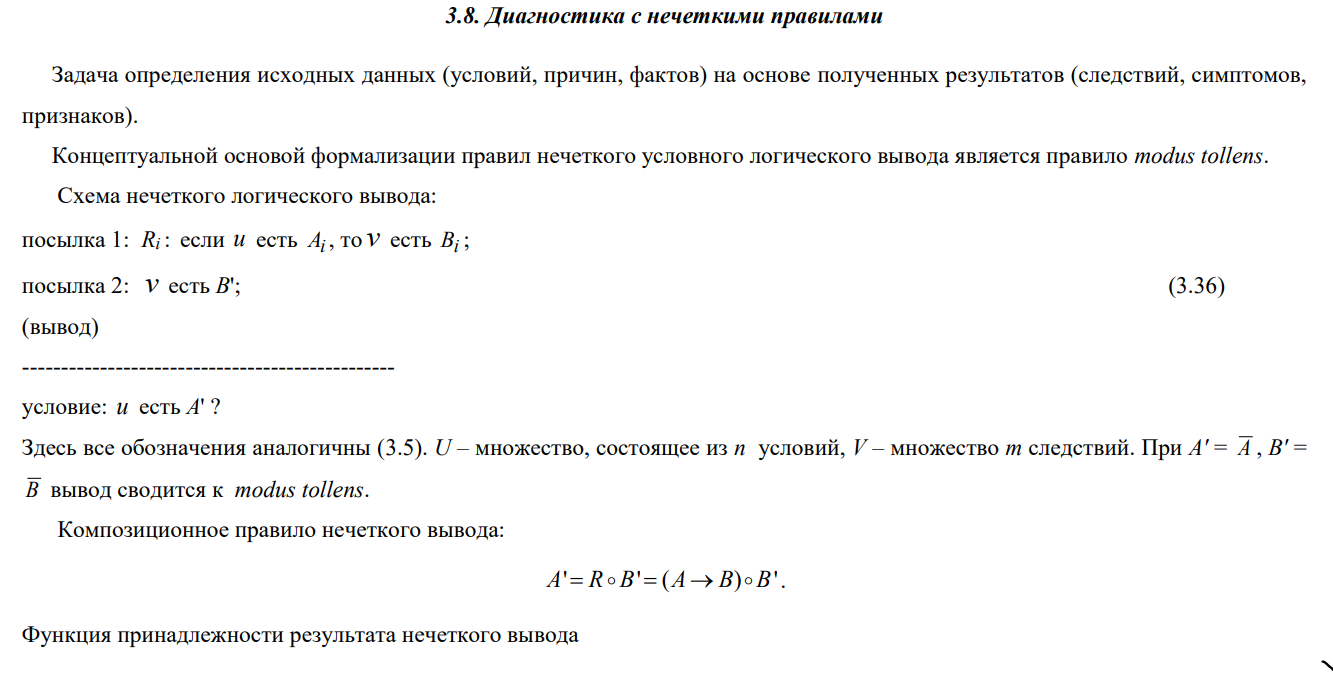 3.8. Диагностика с нечеткими правилами
Задача определения исходных данных (условий, причин, фактов) на основе полученных результатов (следствий, симптомов,
признаков).
Концептуальной основой формализации правил нечеткого условного логического вывода является правило modus tollens.
Схема нечеткого логического вывода:
посылка 1: Rᵢ : если u есть Aᵢ , то v есть Bᵢ ;
посылка 2: v есть B'; (3.36)
(вывод)
------------------------------------------------
условие: u есть A' ?
Здесь все обозначения аналогичны (3.5). U – множество, состоящее из n условий, V – множество m следствий. При A' = A̅ , B' =
B̅ вывод сводится к modus tollens.
Композиционное правило нечеткого вывода:
A'= R∘B'= (A → B)∘B'.
Функция принадлежности результата нечеткого вывода